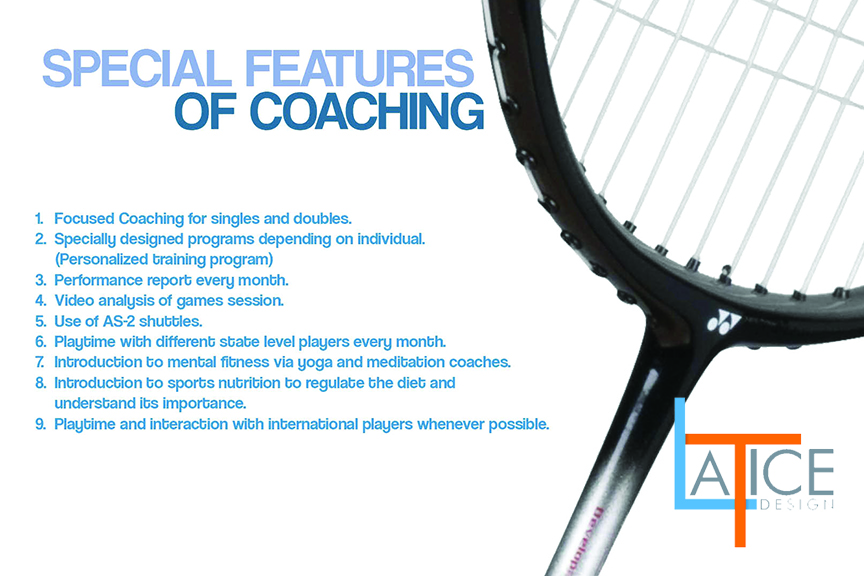 SPECIAL FEATURES
OF COACHING
1. Focused Coaching for singles and doubles.
2. Specially designed programs depending on individual.
(Personalized training program)
3. Performance report every month.
4. Video analysis of games session.
5. Use of AS-2 shuttles.
6. Playtime with different state level players every month.
7. Introduction to mental fitness via yoga and meditation coaches.
8. Introduction to sports nutrition to regulate the diet and
understand its importance.
9. Playtime and interaction with international players whenever possible.
LATICE
DESIGN